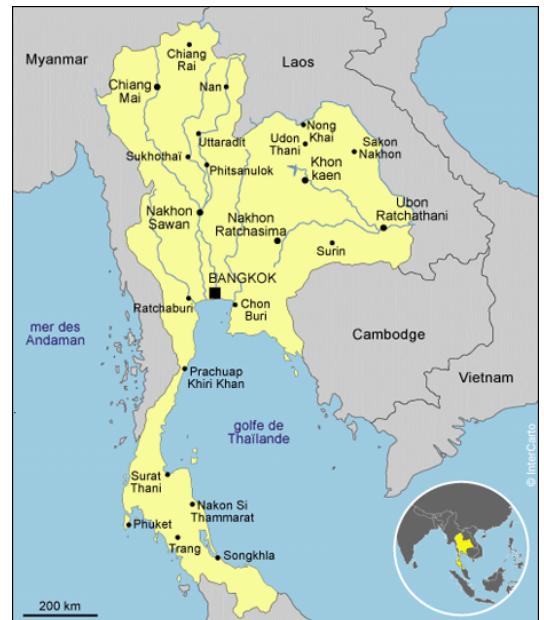 Chiang
Rai
Myanmar
Laos
Chiang
Mai
Nan
Nong
Khai
Uttaradit
Udon
Thani
Sakon
Nakhon
Sukhothaï
Phitsanulok
Khon
kaen
Ubon
Ratchathani
Nakhon
Sawan
Nakhon
Ratchasima
Surin
BANGKOK
Ratchaburi
Chon
Buri
mer des
Andaman
Cambodge
Prachuap
Khiri Khan
Vietnam
golfe de
Thaïlande
© InterCarto
Surat
Thani
Nakon Si
Thammarat
Phuket
Trang
Songkhla
200 km